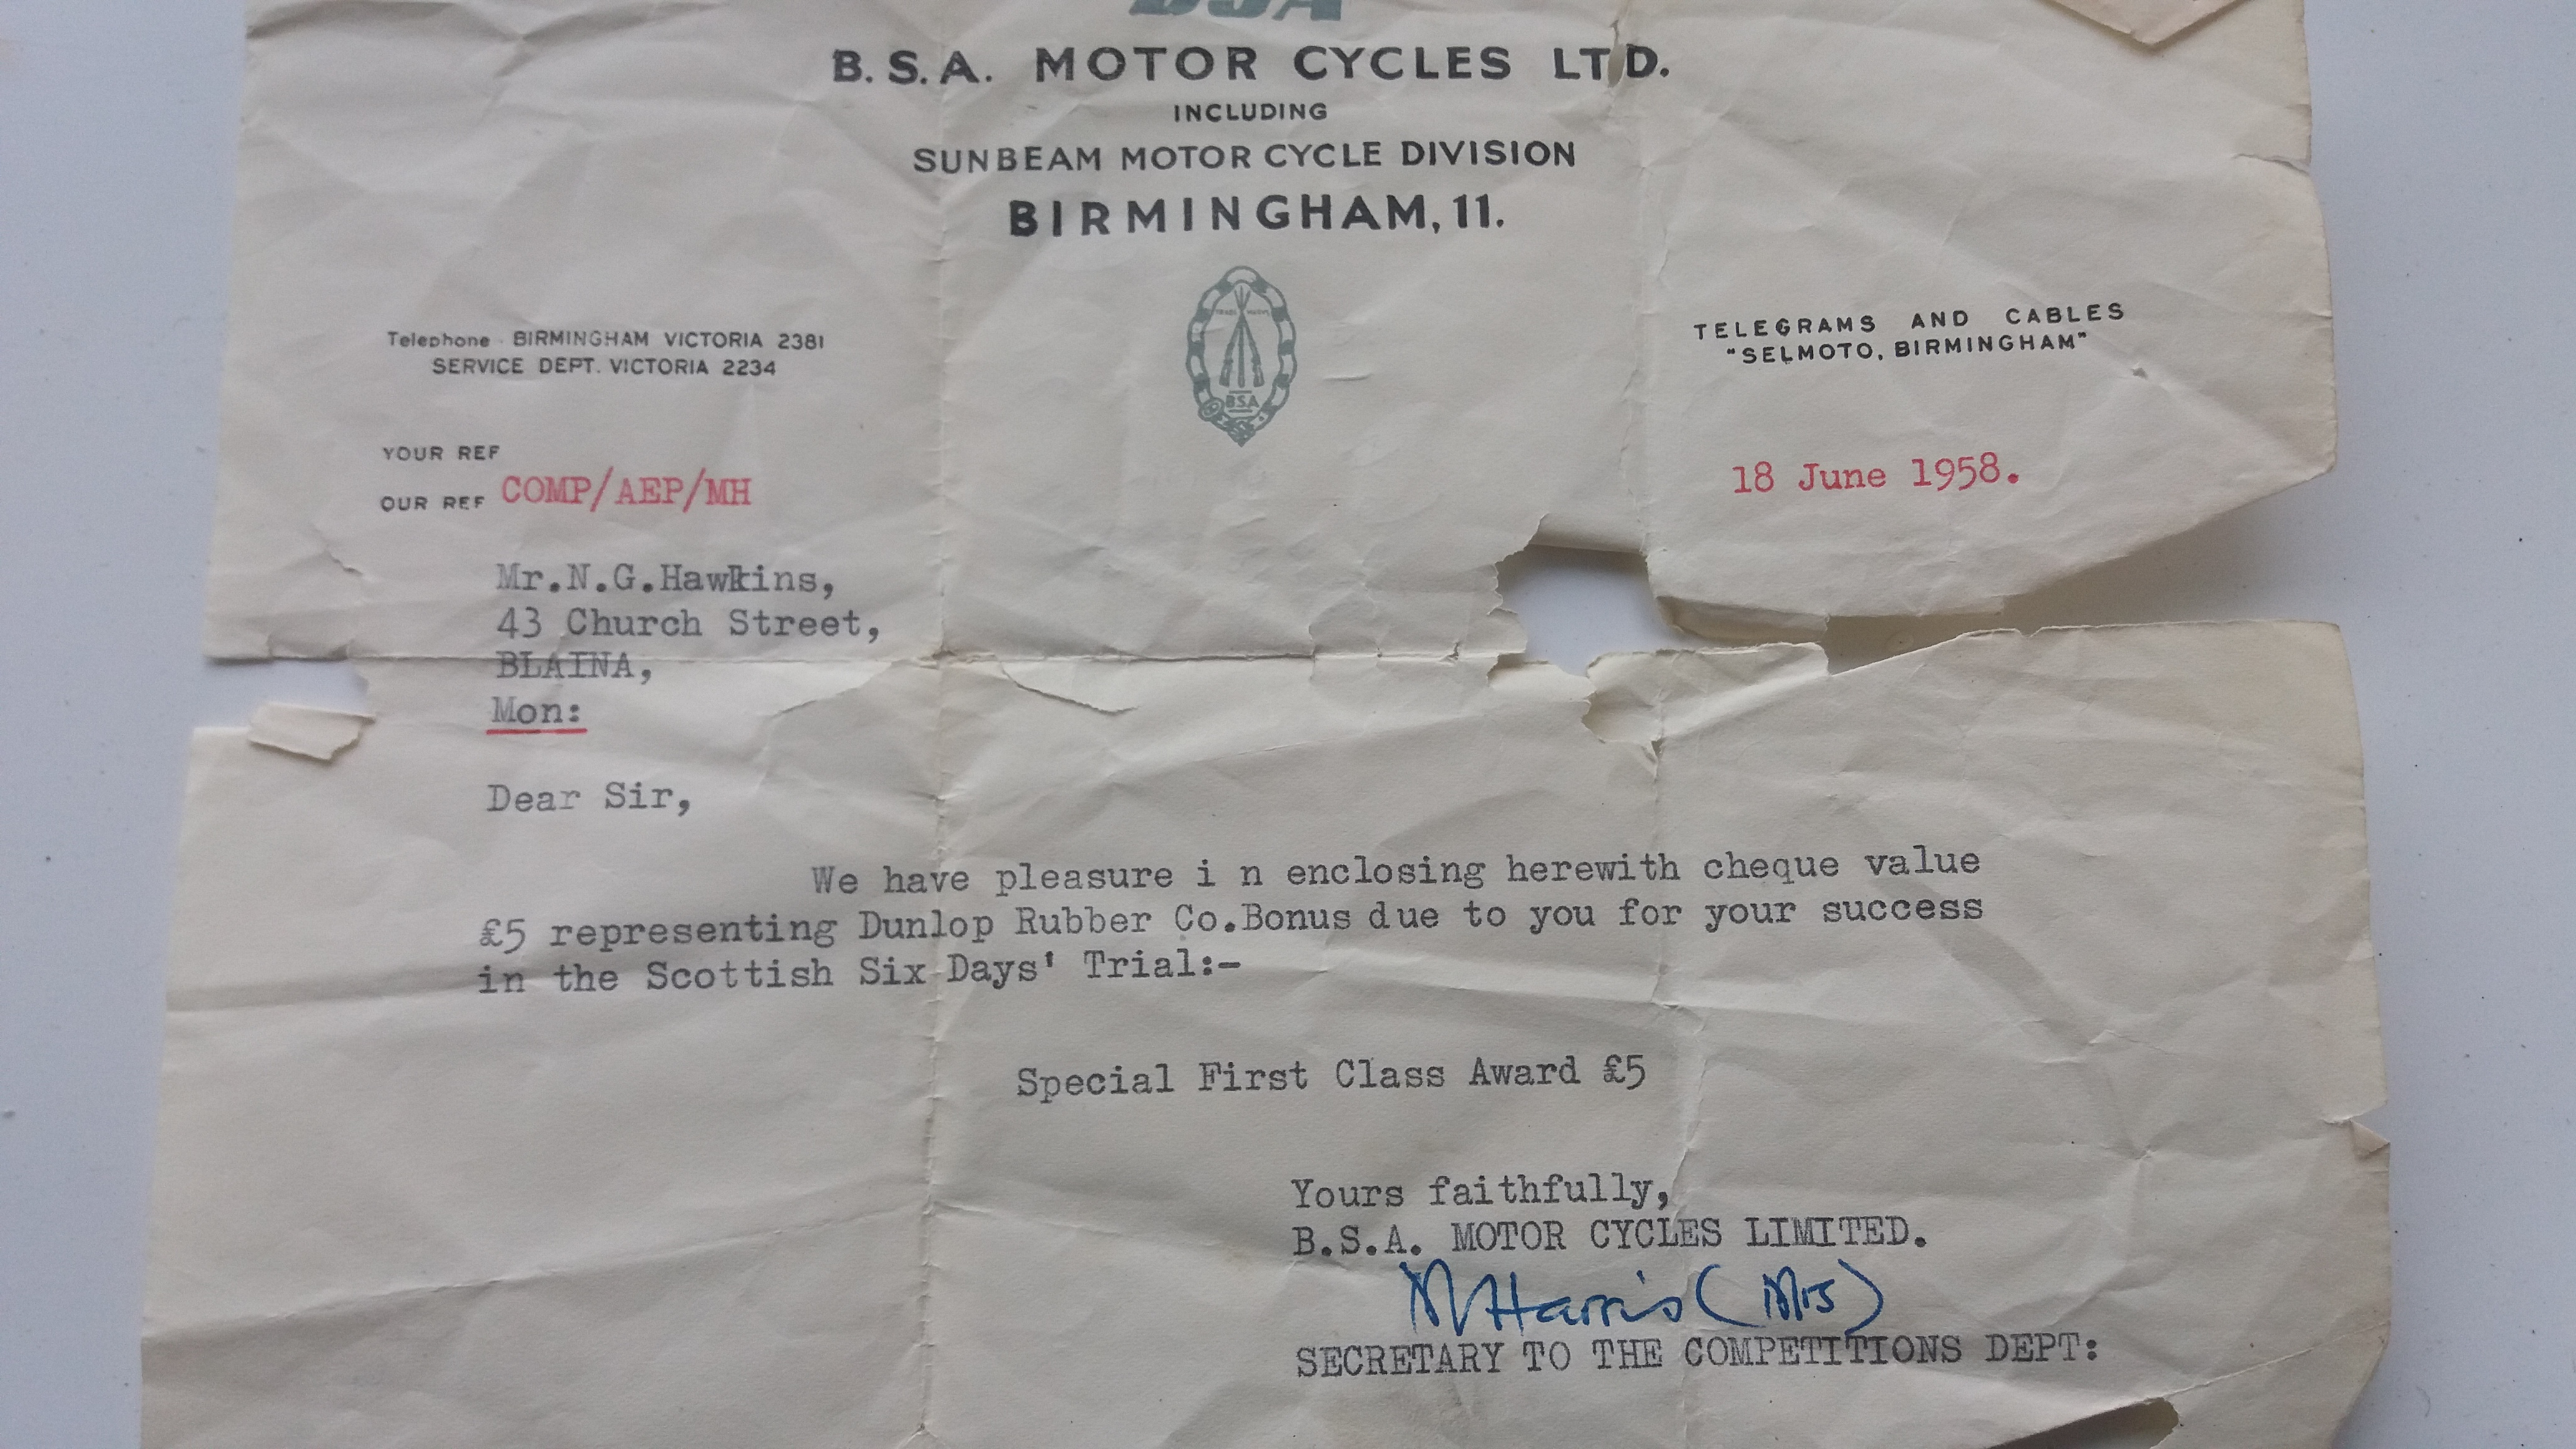 BSA
B.S.A. MOTOR CYCLES LTD.
INCLUDING
SUNBEAM MOTOR CYCLE DIVISION
BIRMINGHAM, 11.
TRADE MARK
BSA
Telephone · BIRMINGHAM VICTORIA 2381
SERVICE DEPT. VICTORIA 2234
TELEGRAMS AND CABLES
"SELMOTO, BIRMINGHAM"
YOUR REF
OUR REF COMP/AEP/MH
18 June 1958.
Mr.N.G.Hawkins,
43 Church Street,
BLAINA,
Mon:
Dear Sir,
We have pleasure i n enclosing herewith cheque value
£5 representing Dunlop Rubber Co.Bonus due to you for your success
in the Scottish Six Days' Trial:-
Special First Class Award £5
Yours faithfully,
B.S.A. MOTOR CYCLES LIMITED.
M Harris (Mrs)
SECRETARY TO THE COMPETITIONS DEPT: